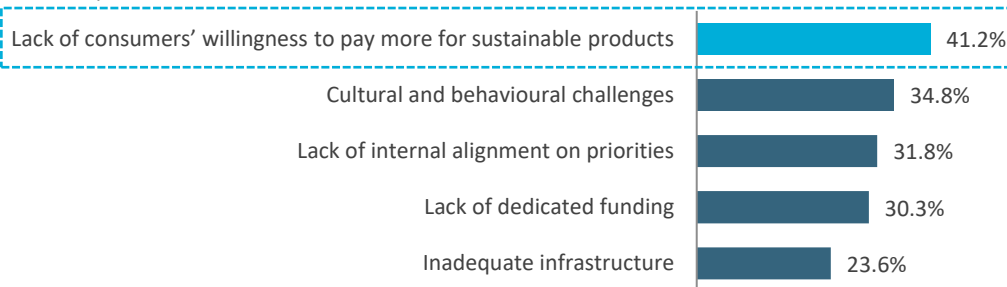 Lack of consumers’ willingness to pay more for sustainable products 41.2%
Cultural and behavioural challenges 34.8%
Lack of internal alignment on priorities 31.8%
Lack of dedicated funding 30.3%
Inadequate infrastructure 23.6%